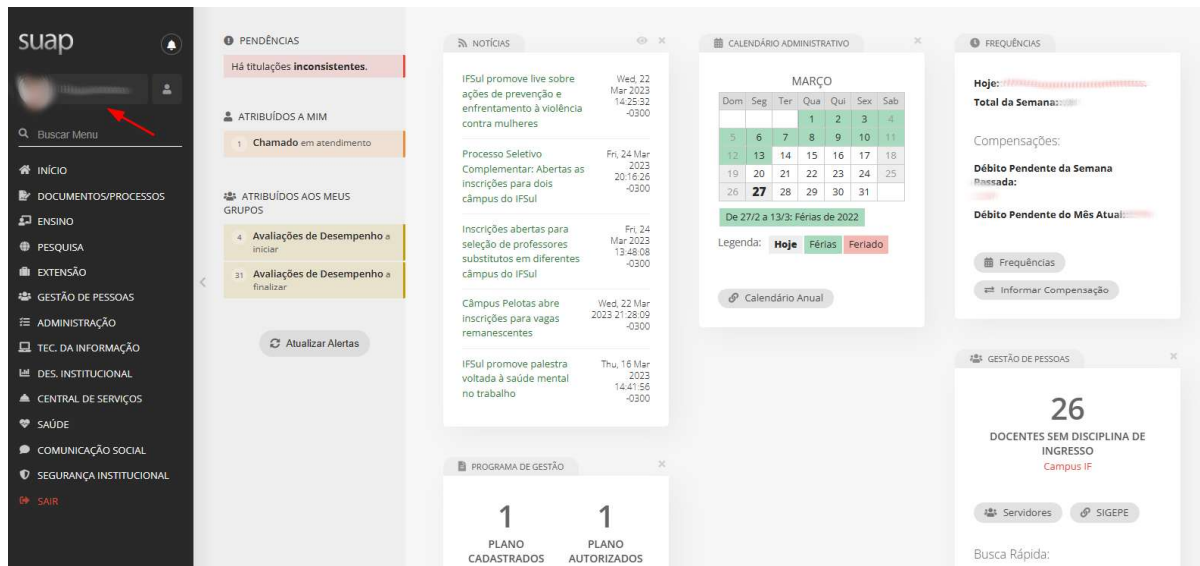 suap
Buscar Menu
INÍCIO
DOCUMENTOS/PROCESSOS
ENSINO
PESQUISA
EXTENSÃO
GESTÃO DE PESSOAS
ADMINISTRAÇÃO
TEC. DA INFORMAÇÃO
DES. INSTITUCIONAL
CENTRAL DE SERVIÇOS
SAÚDE
COMUNICAÇÃO SOCIAL
SEGURANÇA INSTITUCIONAL
SAIR
PENDÊNCIAS
Há titulações inconsistentes.
ATRIBUÍDOS A MIM
1 Chamado em atendimento
ATRIBUÍDOS AOS MEUS
GRUPOS
4 Avaliações de Desempenho a
iniciar
31 Avaliações de Desempenho a
finalizar
Atualizar Alertas
NOTÍCIAS
IFSul promove live sobre
ações de prevenção e
enfrentamento à violência
contra mulheres
Wed, 22
Mar 2023
14:25:32
-0300
Processo Seletivo
Complementar: Abertas as
inscrições para dois
câmpus do IFSul
Fri, 24 Mar
2023
20:16:26
-0300
Inscrições abertas para
seleção de professores
substitutos em diferentes
câmpus do IFSul
Fri, 24
Mar 2023
13:48:08
-0300
Câmpus Pelotas abre
inscrições para vagas
remanescentes
Wed, 22 Mar
2023 21:28:09
-0300
IFSul promove palestra
voltada à saúde mental
no trabalho
Thu, 16 Mar
2023
14:41:56
-0300
PROGRAMA DE GESTÃO
1 1
PLANO PLANO
CADASTRADOS AUTORIZADOS
CALENDÁRIO ADMINISTRATIVO
MARÇO
Dom Seg Ter Qua Qui Sex Sab
1 2 3 4
5 6 7 8 9 10 11
12 13 14 15 16 17 18
19 20 21 22 23 24 25
26 27 28 29 30 31
De 27/2 a 13/3: Férias de 2022
Legenda: Hoje Férias Feriado
Calendário Anual
FREQUÊNCIAS
Hoje:
Total da Semana:
Compensações:
Débito Pendente da Semana
Passada:
Débito Pendente do Mês Atual:
Frequências
Informar Compensação
GESTÃO DE PESSOAS
26
DOCENTES SEM DISCIPLINA DE
INGRESSO
Campus IF
Servidores SIGEPE
Busca Rápida: